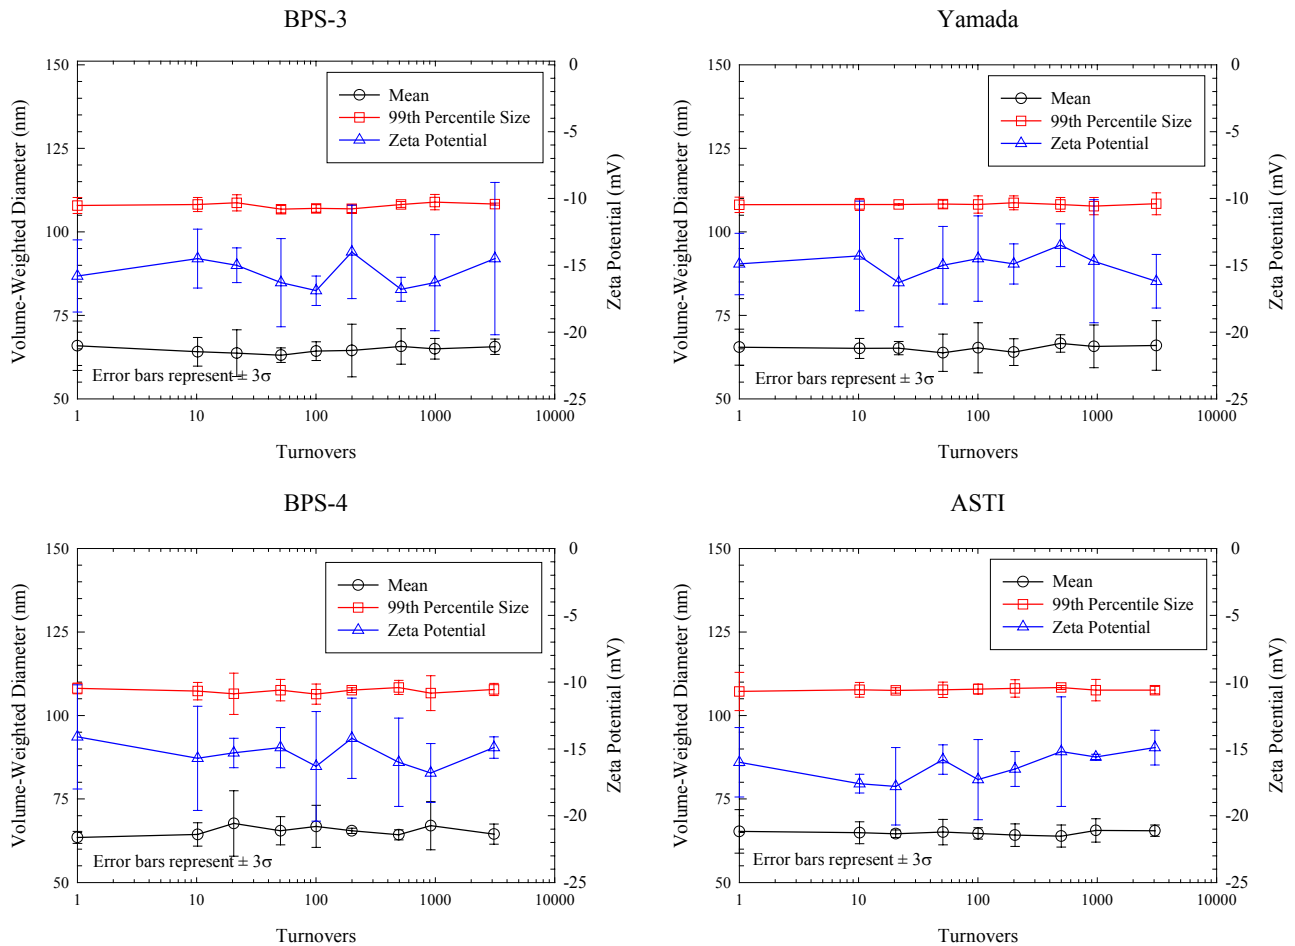 BPS-3
Volume-Weighted Diameter (nm)
150
125
100
75
50
Mean
99th Percentile Size
Zeta Potential
Error bars represent ± 3σ
0
-5
-10
-15
-20
-25
Zeta Potential (mV)
1 10 100 1000 10000
Turnovers
Yamada
Volume-Weighted Diameter (nm)
150
125
100
75
50
Mean
99th Percentile Size
Zeta Potential
Error bars represent ± 3σ
0
-5
-10
-15
-20
-25
Zeta Potential (mV)
1 10 100 1000 10000
Turnovers
BPS-4
Volume-Weighted Diameter (nm)
150
125
100
75
50
Mean
99th Percentile Size
Zeta Potential
Error bars represent ± 3σ
0
-5
-10
-15
-20
-25
Zeta Potential (mV)
1 10 100 1000 10000
Turnovers
ASTI
Volume-Weighted Diameter (nm)
150
125
100
75
50
Mean
99th Percentile Size
Zeta Potential
Error bars represent ± 3σ
0
-5
-10
-15
-20
-25
Zeta Potential (mV)
1 10 100 1000 10000
Turnovers